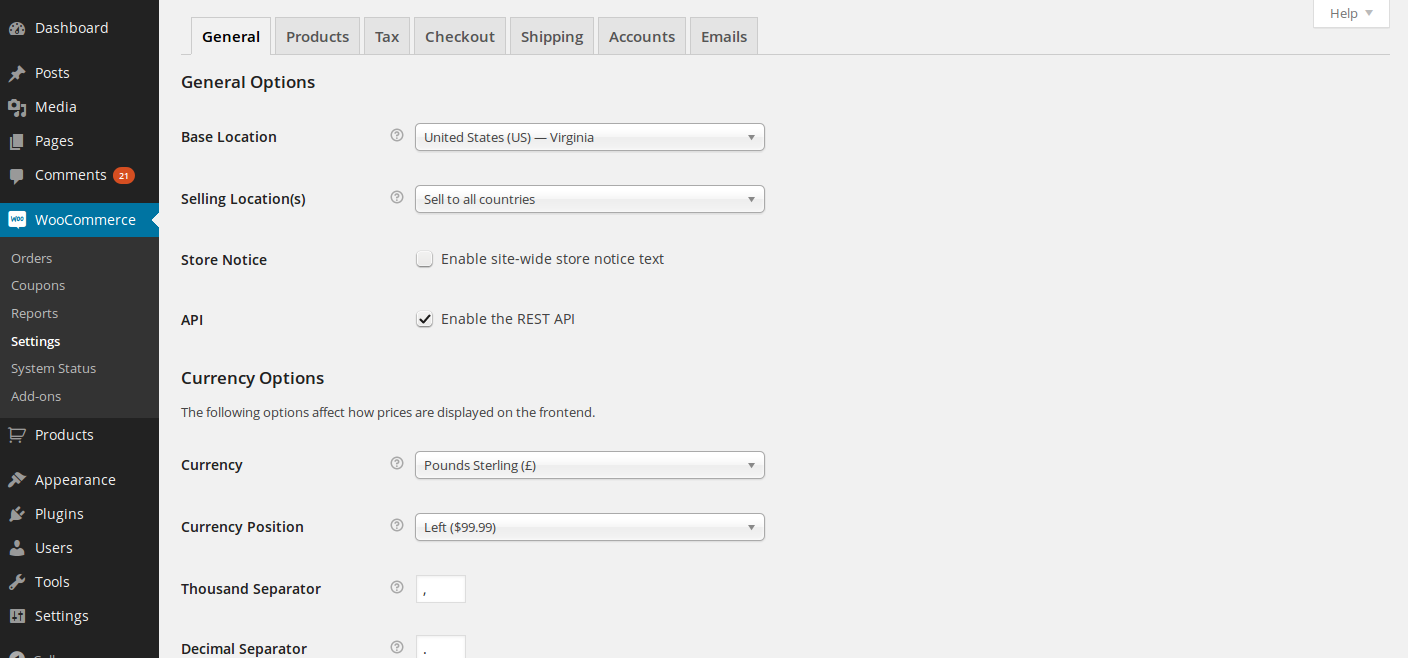 Dashboard
Posts
Media
Pages
Comments 21
WooCommerce
Orders
Coupons
Reports
Settings
System Status
Add-ons
Products
Appearance
Plugins
Users
Tools
Settings
Help
General Products Tax Checkout Shipping Accounts Emails
General Options
Base Location ? United States (US) — Virginia
Selling Location(s) ? Sell to all countries
Store Notice Enable site-wide store notice text
API Enable the REST API
Currency Options
The following options affect how prices are displayed on the frontend.
Currency ? Pounds Sterling (£)
Currency Position ? Left ($99.99)
Thousand Separator ? ,
Decimal Separator ? .